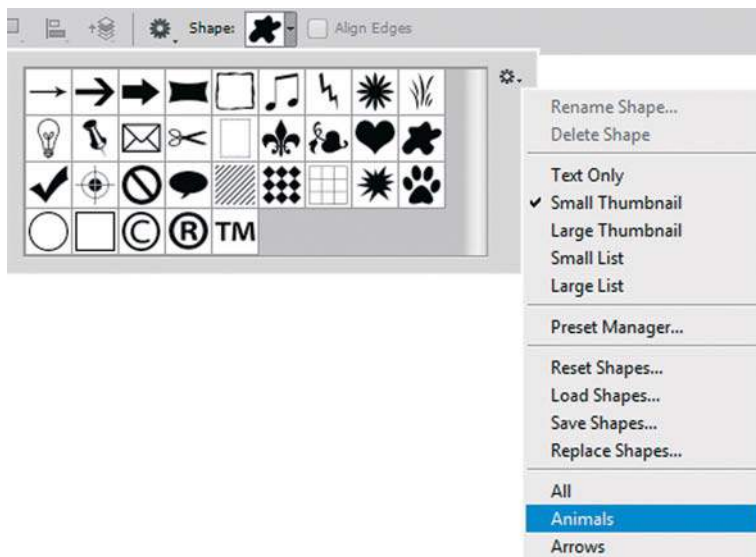 Shape:
Align Edges
© ® TM
Rename Shape...
Delete Shape
Text Only
Small Thumbnail
Large Thumbnail
Small List
Large List
Preset Manager...
Reset Shapes...
Load Shapes...
Save Shapes...
Replace Shapes...
All
Animals
Arrows